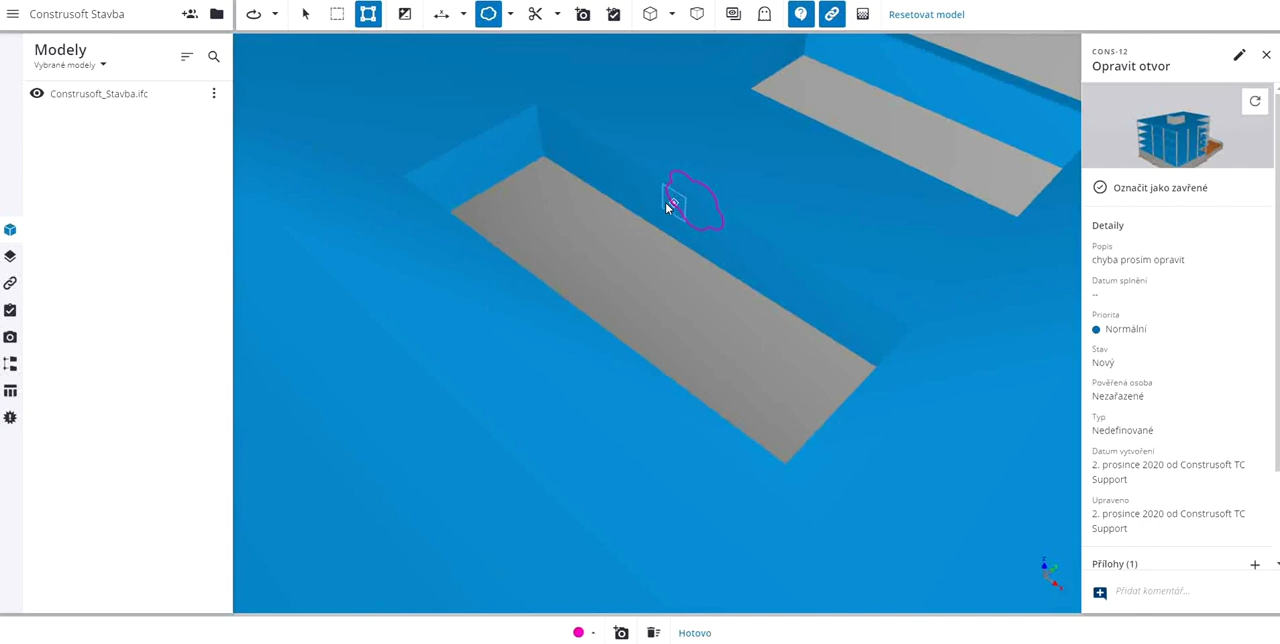 Construsoft Stavba
Resetovat model
Modely
Vybrané modely
Construsoft_Stavba.ifc
CONS-12
Opravit otvor
Označit jako zavřené
Detaily
Popis
chyba prosím opravit
Datum splnění
--
Priorita
Normální
Stav
Nový
Pověřená osoba
Nezařazené
Typ
Nedefinované
Datum vytvoření
2. prosince 2020 od Construsoft TC
Support
Upraveno
2. prosince 2020 od Construsoft TC
Support
Přílohy (1)
Přidat komentář...
Hotovo